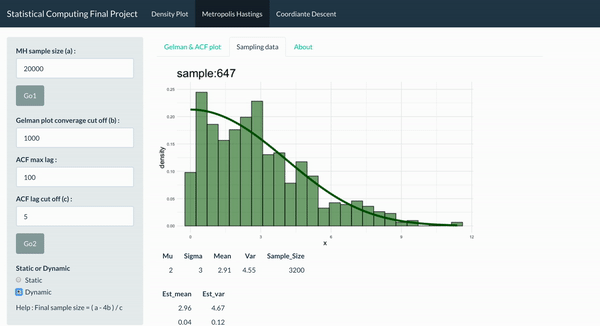 Statistical Computing Final Project Density Plot Metropolis Hastings Coordiante Descent
MH sample size (a) :
20000
Go1
Gelman plot converage cut off (b) :
1000
ACF max lag :
100
ACF lag cut off (c) :
5
Go2
Static or Dynamic
Static
Dynamic
Help : Final sample size = ( a - 4b ) / c
Gelman & ACF plot Sampling data About
sample:647
density
0.25
0.20
0.15
0.10
0.05
0.00
0 3 6 9 12
x
Mu Sigma Mean Var Sample_Size
2 3 2.91 4.55 3200
Est_mean Est_var
2.96 4.67
0.04 0.12